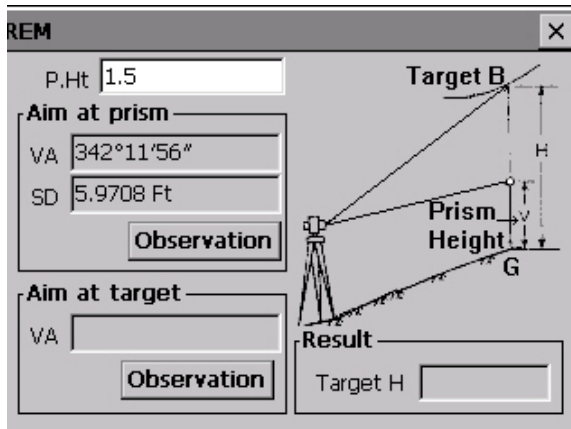 REM
P.Ht 1.5
Aim at prism
VA 342°11'56"
SD 5.9708 Ft
Observation
Aim at target
VA
Observation
Target B
H
V
Prism
Height
G
Result
Target H